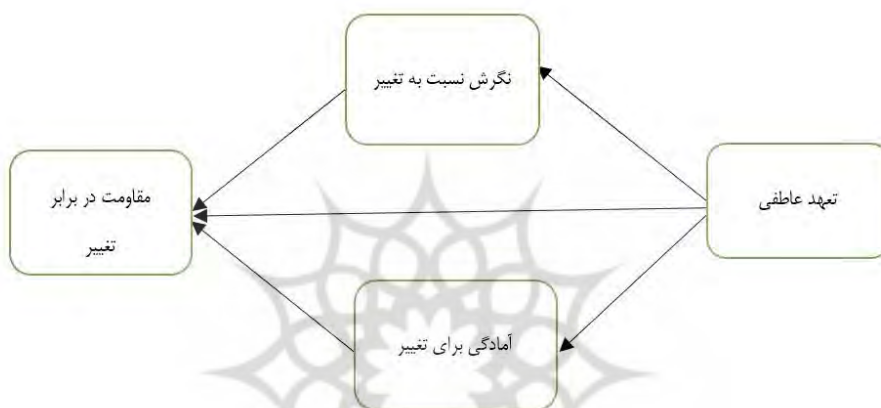 نگرش نسبت به تغییر
تعهد عاطفی
مقاومت در برابر
تغییر
آمادگی برای تغییر